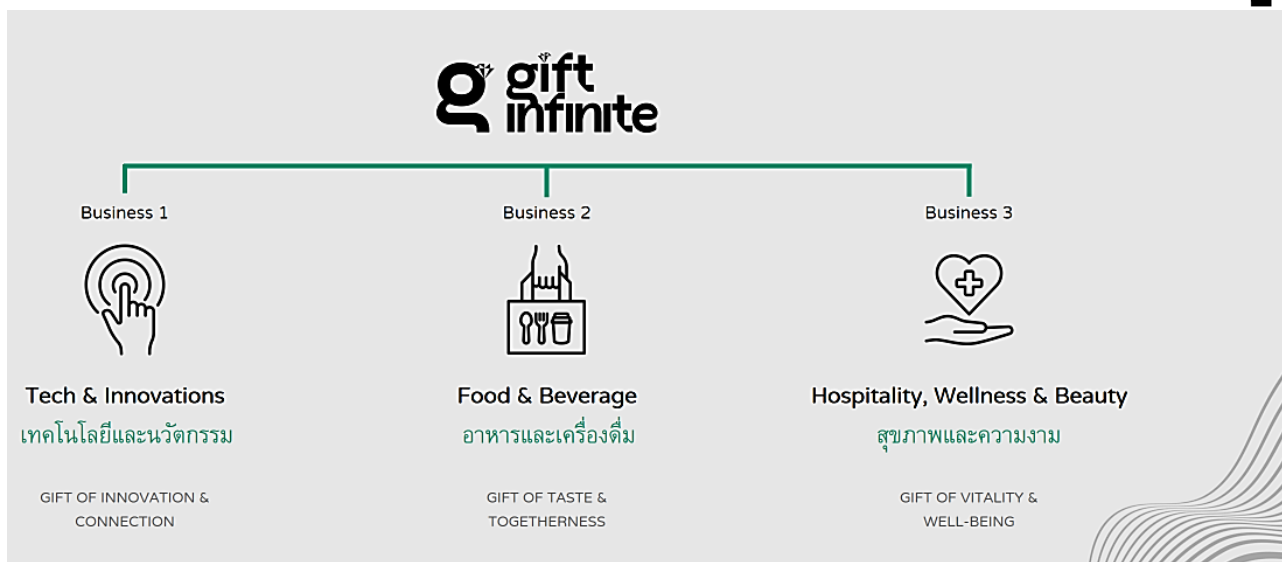 g gift
infinite
Business 1
Business 2
Business 3
Tech & Innovations
Food & Beverage
Hospitality, Wellness & Beauty
เทคโนโลยีและนวัตกรรม
อาหารและเครื่องดื่ม
สุขภาพและความงาม
GIFT OF INNOVATION &
CONNECTION
GIFT OF TASTE &
TOGETHERNESS
GIFT OF VITALITY &
WELL-BEING